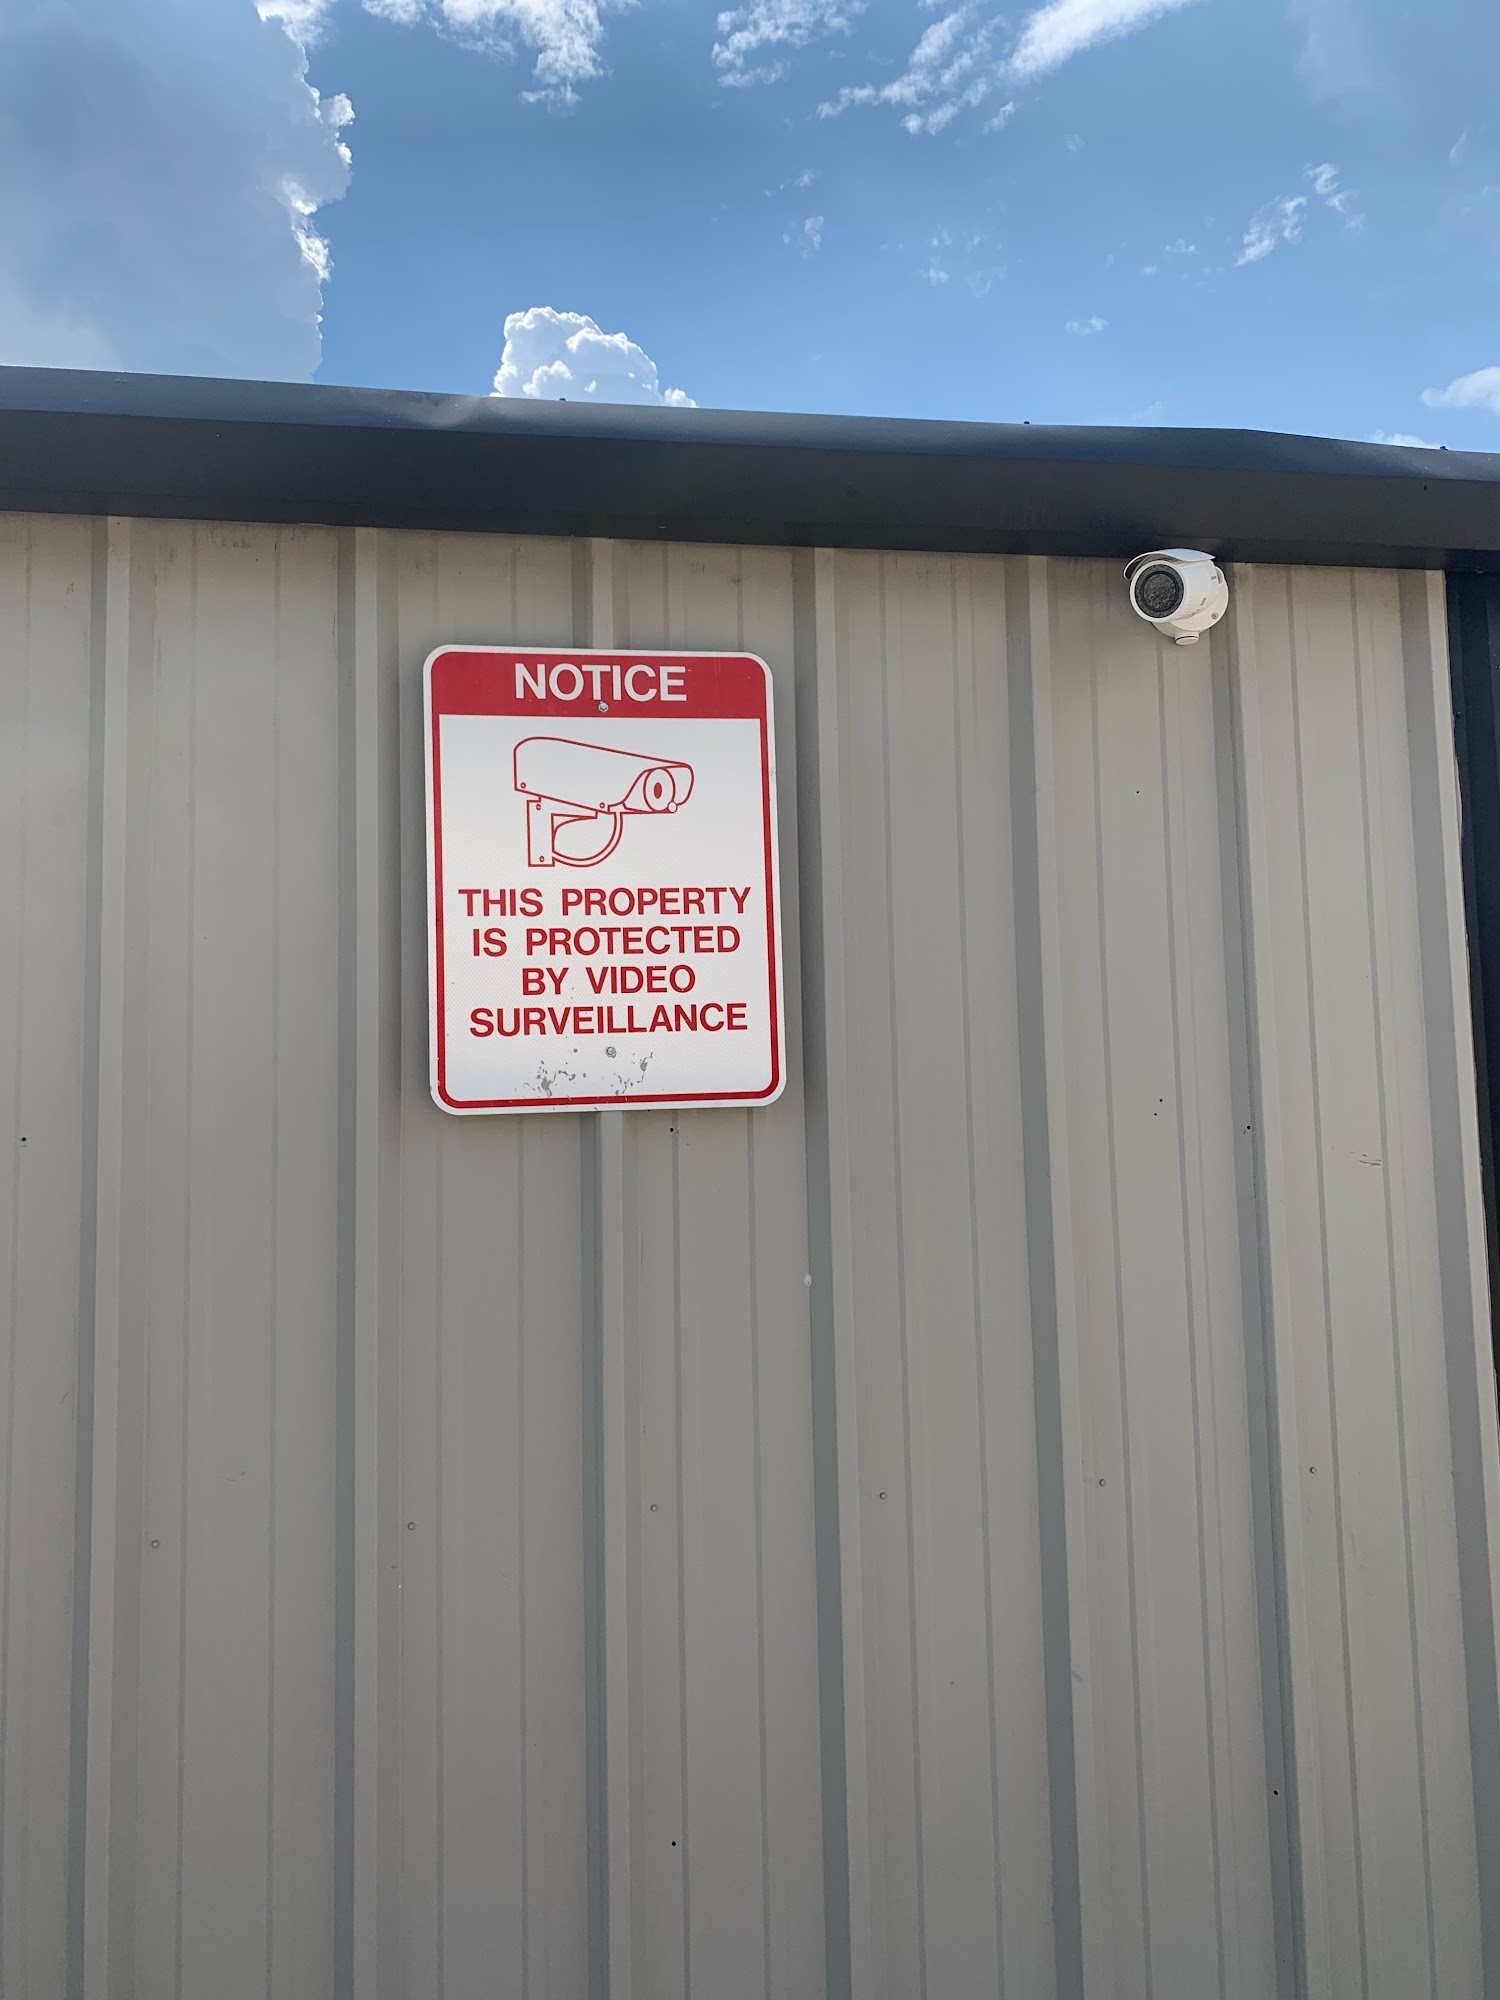 NOTICE
THIS PROPERTY
IS PROTECTED
BY VIDEO
SURVEILLANCE